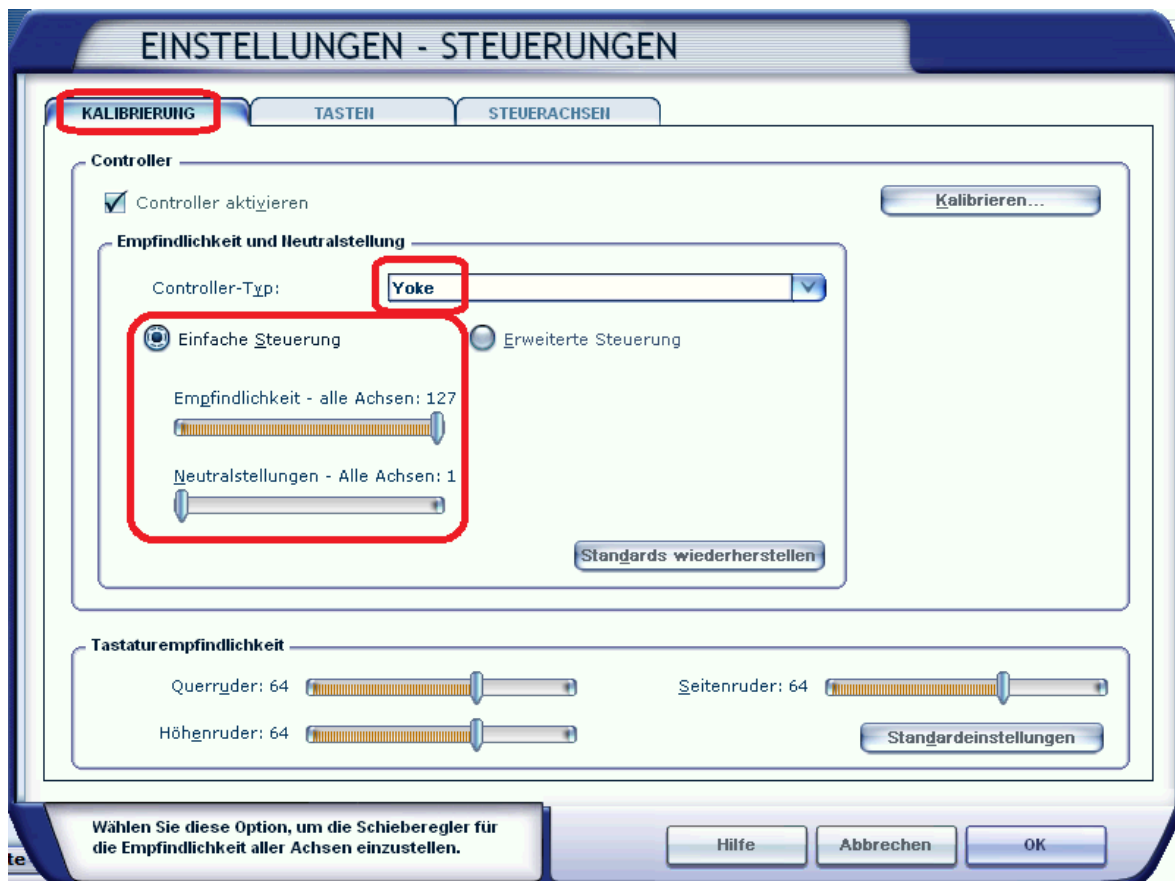 EINSTELLUNGEN - STEUERUNGEN
KALIBRIERUNG
TASTEN
STEUERACHSEN
Controller
Controller aktivieren
Kalibrieren...
Empfindlichkeit und Neutralstellung
Controller-Typ:
Yoke
Einfache Steuerung
Erweiterte Steuerung
Empfindlichkeit - alle Achsen: 127
Neutralstellungen - Alle Achsen: 1
Standards wiederherstellen
Tastaturempfindlichkeit
Querruder: 64
Seitenruder: 64
Höhenruder: 64
Standardeinstellungen
Wählen Sie diese Option, um die Schieberegler für
die Empfindlichkeit aller Achsen einzustellen.
te
Hilfe
Abbrechen
OK